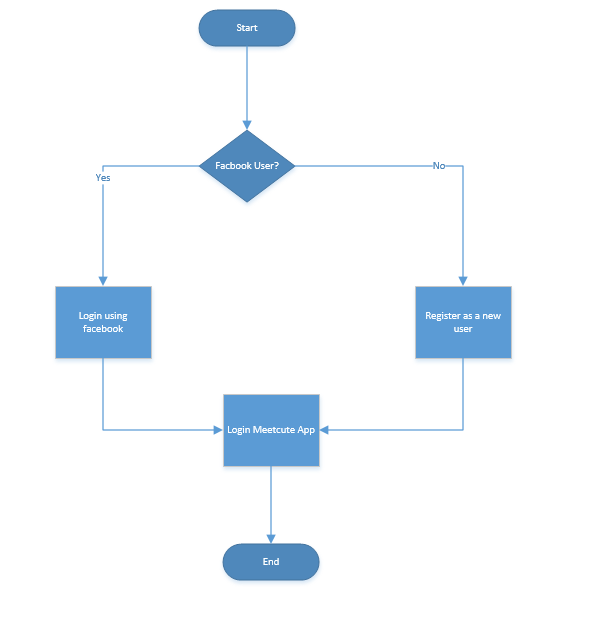 Start
Facbook User?
Yes
No
Login using
facebook
Register as a new
user
Login Meetcute App
End